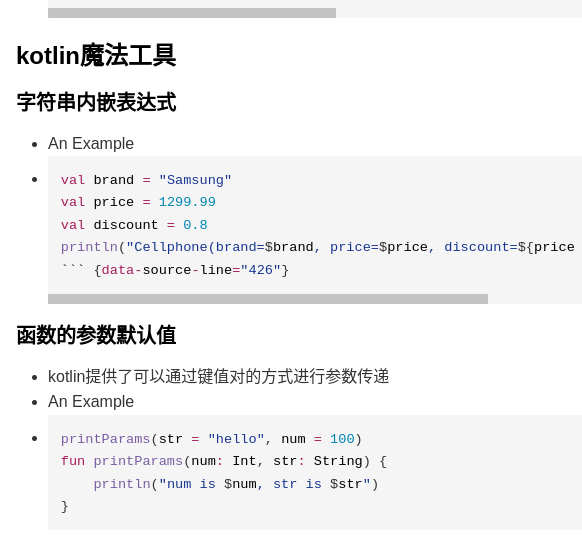 kotlin魔法工具
字符串内嵌表达式
An Example
val brand = "Samsung"
val price = 1299.99
val discount = 0.8
println("Cellphone(brand=$brand, price=$price, discount=${price
``` {data-source-line="426"}
函数的参数默认值
kotlin提供了可以通过键值对的方式进行参数传递
An Example
printParams(str = "hello", num = 100)
fun printParams(num: Int, str: String) {
    println("num is $num, str is $str")
}